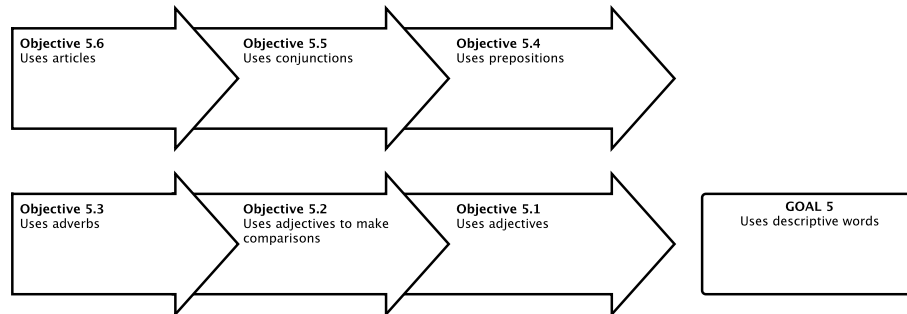 Objective 5.6
Uses articles
Objective 5.5
Uses conjunctions
Objective 5.4
Uses prepositions
Objective 5.3
Uses adverbs
Objective 5.2
Uses adjectives to make
comparisons
Objective 5.1
Uses adjectives
GOAL 5
Uses descriptive words